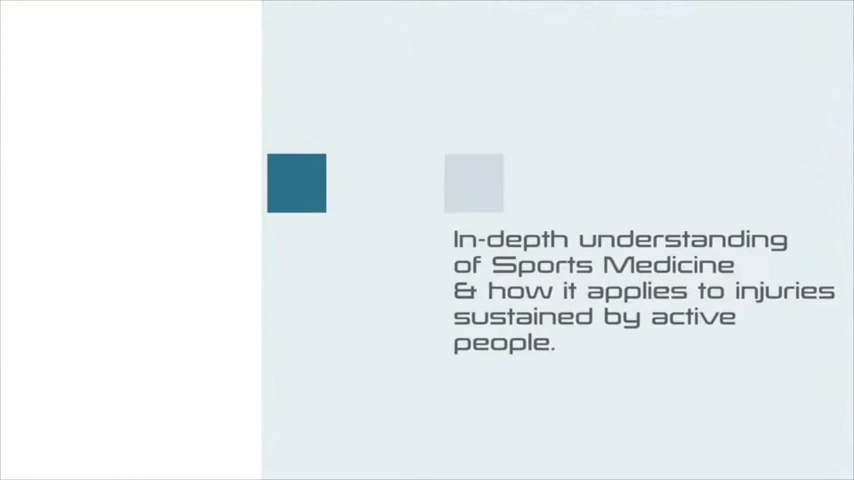 In-depth understanding
of Sports Medicine
& how it applies to injuries
sustained by active
people.